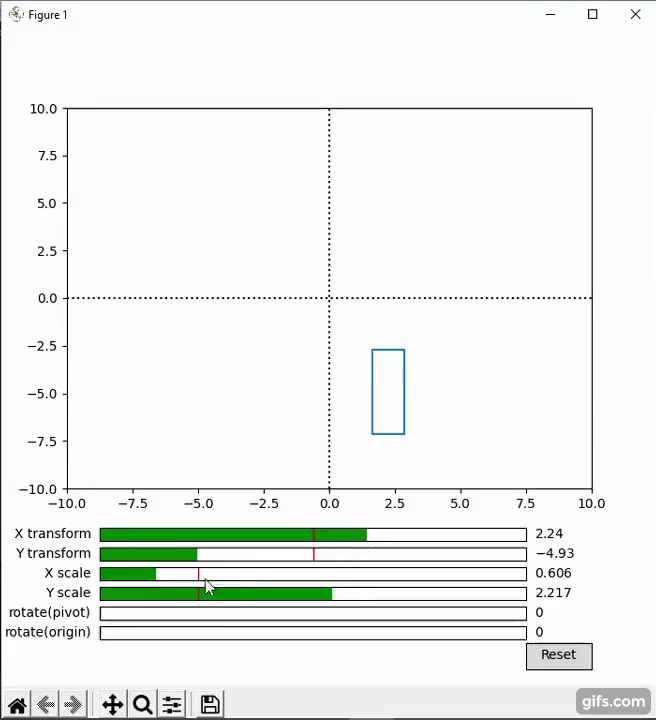 Figure 1
10.0
7.5
5.0
2.5
0.0
−2.5
−5.0
−7.5
−10.0
−10.0 −7.5 −5.0 −2.5 0.0 2.5 5.0 7.5 10.0
X transform 2.24
Y transform −4.93
X scale 0.606
Y scale 2.217
rotate(pivot) 0
rotate(origin) 0
Reset
gifs.com